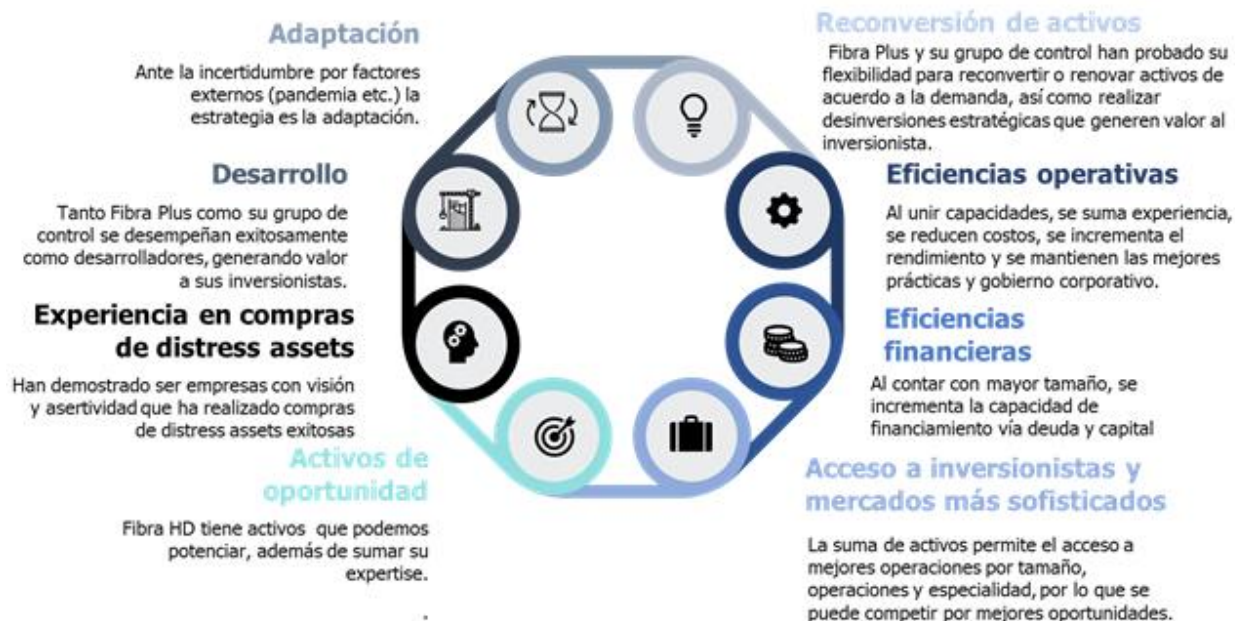 Adaptación
Ante la incertidumbre por factores
externos (pandemia etc.) la
estrategia es la adaptación.
Desarrollo
Tanto Fibra Plus como su grupo de
control se desempeñan exitosamente
como desarrolladores, generando valor
a sus inversionistas.
Experiencia en compras
de distress assets
Han demostrado ser empresas con visión
y asertividad que ha realizado compras
de distress assets exitosas
Activos de
oportunidad
Fibra HD tiene activos que podemos
potenciar, además de sumar su
expertise.
.
Reconversión de activos
Fibra Plus y su grupo de control han probado su
flexibilidad para reconvertir o renovar activos de
acuerdo a la demanda, así como realizar
desinversiones estratégicas que generen valor al
inversionista.
Eficiencias operativas
Al unir capacidades, se suma experiencia,
se reducen costos, se incrementa el
rendimiento y se mantienen las mejores
prácticas y gobierno corporativo.
Eficiencias
financieras
Al contar con mayor tamaño, se
incrementa la capacidad de
financiamiento vía deuda y capital
Acceso a inversionistas y
mercados más sofisticados
La suma de activos permite el acceso a
mejores operaciones por tamaño,
operaciones y especialidad, por lo que se
puede competir por mejores oportunidades.